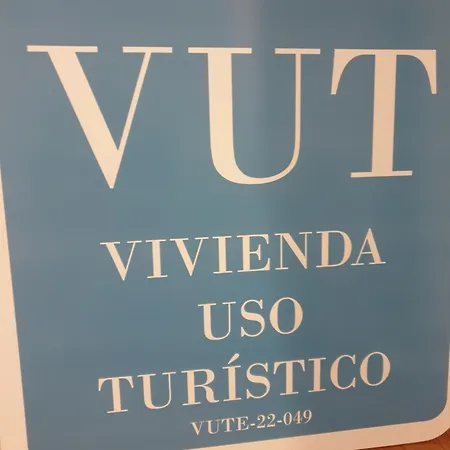 VUT
VIVIENDA
USO
TURÍSTICO
VUTE-22-049